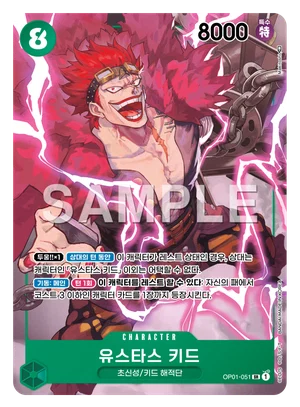 8
8000
특수
特
SAMPLE
두웅!!×1 상대의 턴 동안 이 캐릭터가 레스트 상태인 경우, 상대는
캐릭터인 「유스타스 키드」 이외는 어택할 수 없다.
기동: 메인 턴 1회 이 캐릭터를 레스트 할 수 있다: 자신의 패에서
코스트 3 이하인 캐릭터 카드를 1장까지 등장시킨다.
CHARACTER
유스타스 키드
초신성/키드 해적단
OP01-051 SR 1